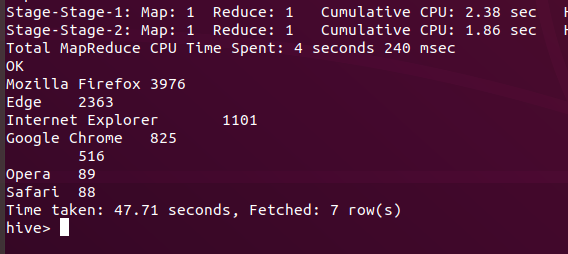 Stage-Stage-1: Map: 1  Reduce: 1   Cumulative CPU: 2.38 sec   H
Stage-Stage-2: Map: 1  Reduce: 1   Cumulative CPU: 1.86 sec   H
Total MapReduce CPU Time Spent: 4 seconds 240 msec
OK
Mozilla Firefox	3976
Edge	2363
Internet Explorer	1101
Google Chrome	825
	516
Opera	89
Safari	88
Time taken: 47.71 seconds, Fetched: 7 row(s)
hive>